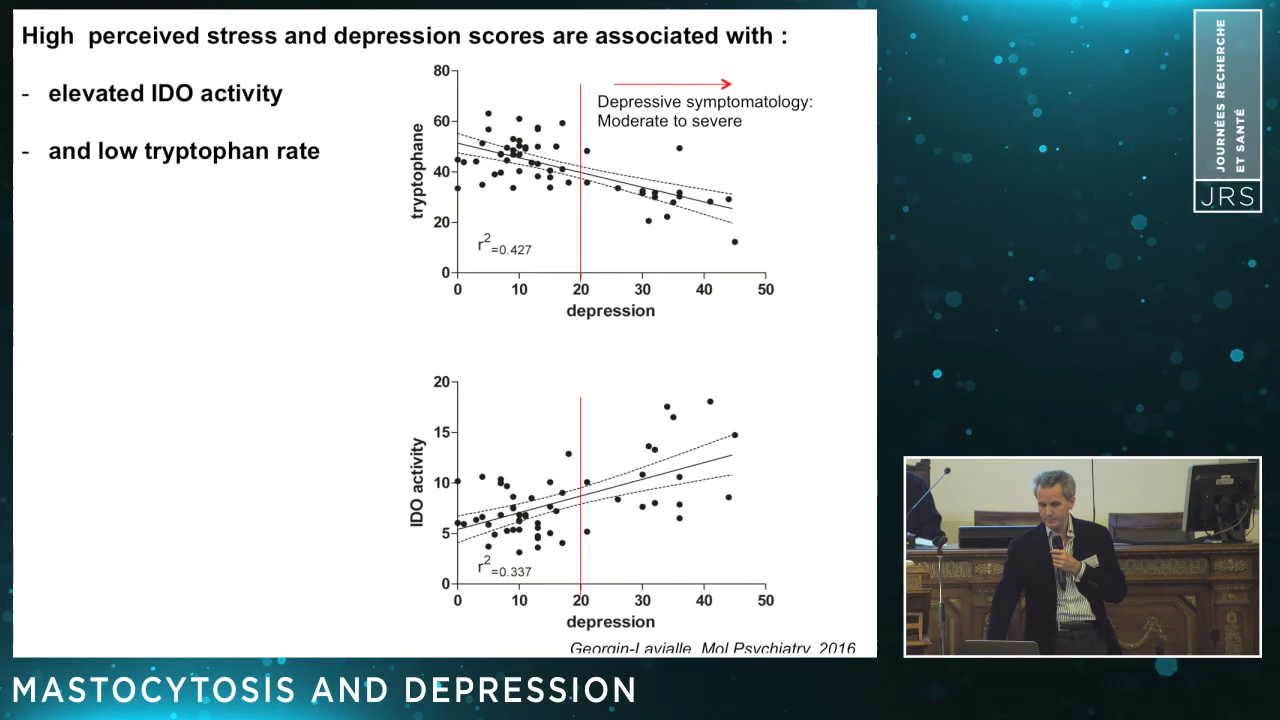 High perceived stress and depression scores are associated with :
- elevated IDO activity
- and low tryptophan rate
80
60
40
20
0
tryptophane
Depressive symptomatology:
Moderate to severe
r2=0.427
0 10 20 30 40 50
depression
20
15
10
5
0
IDO activity
r2=0.337
0 10 20 30 40 50
depression
Georgin-Lavialle, Mol Psychiatry, 2016
JOURNÉES RECHERCHE
ET SANTÉ
JRS
MASTOCYTOSIS AND DEPRESSION